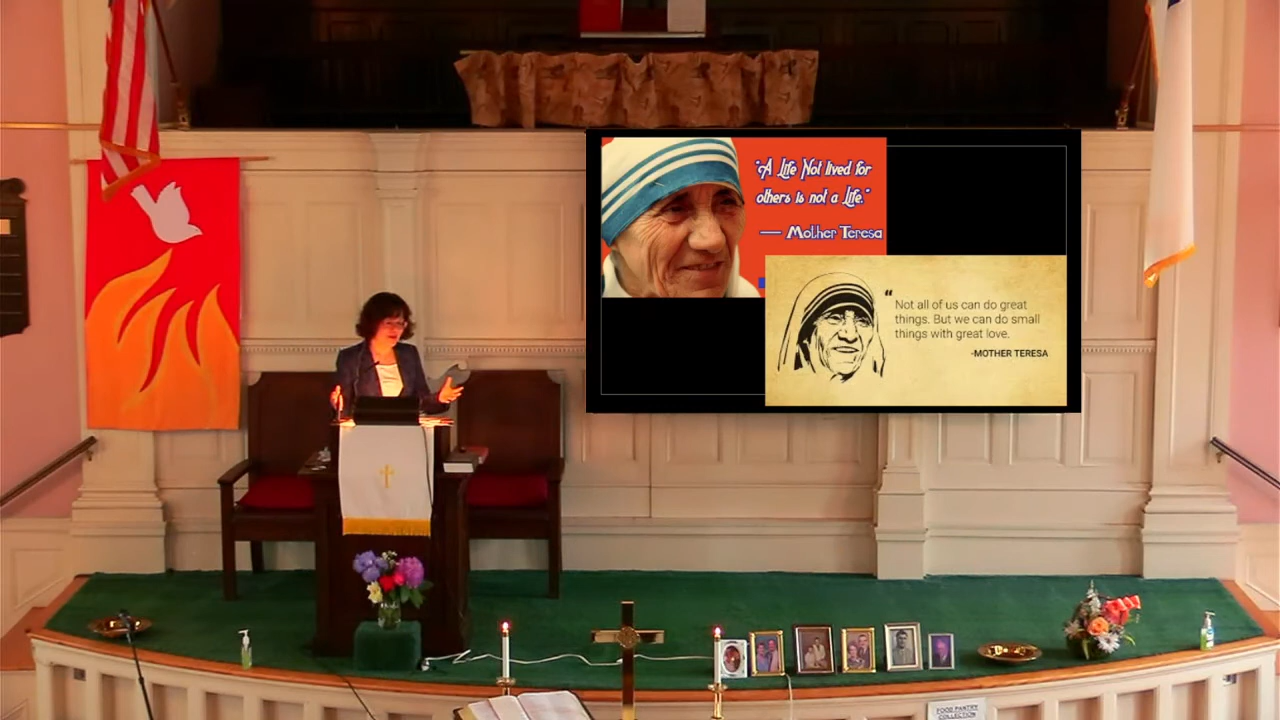 "A Life Not lived for
others is not a Life."
— Mother Teresa
“ Not all of us can do great
things. But we can do small
things with great love.
-MOTHER TERESA
FOOD PANTRY
COLLECTION